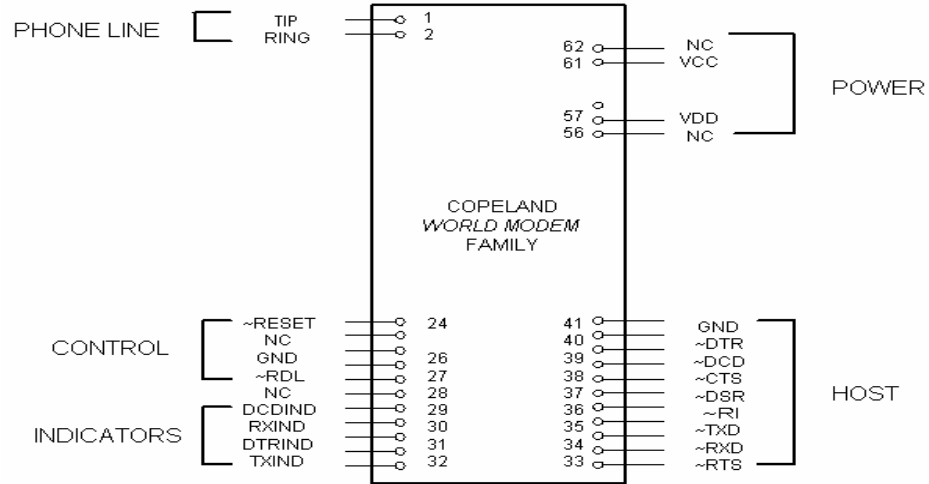 PHONE LINE
TIP
RING
1
2
62 NC
61 VCC
57 VDD
56 NC
POWER
COPELAND
WORLD MODEM
FAMILY
CONTROL
~RESET 24
NC
GND 26
~RDL 27
NC 28
INDICATORS
DCDIND 29
RXIND 30
DTRIND 31
TXIND 32
41 GND
40 ~DTR
39 ~DCD
38 ~CTS
37 ~DSR
36 ~RI
35 ~TXD
34 ~RXD
33 ~RTS
HOST